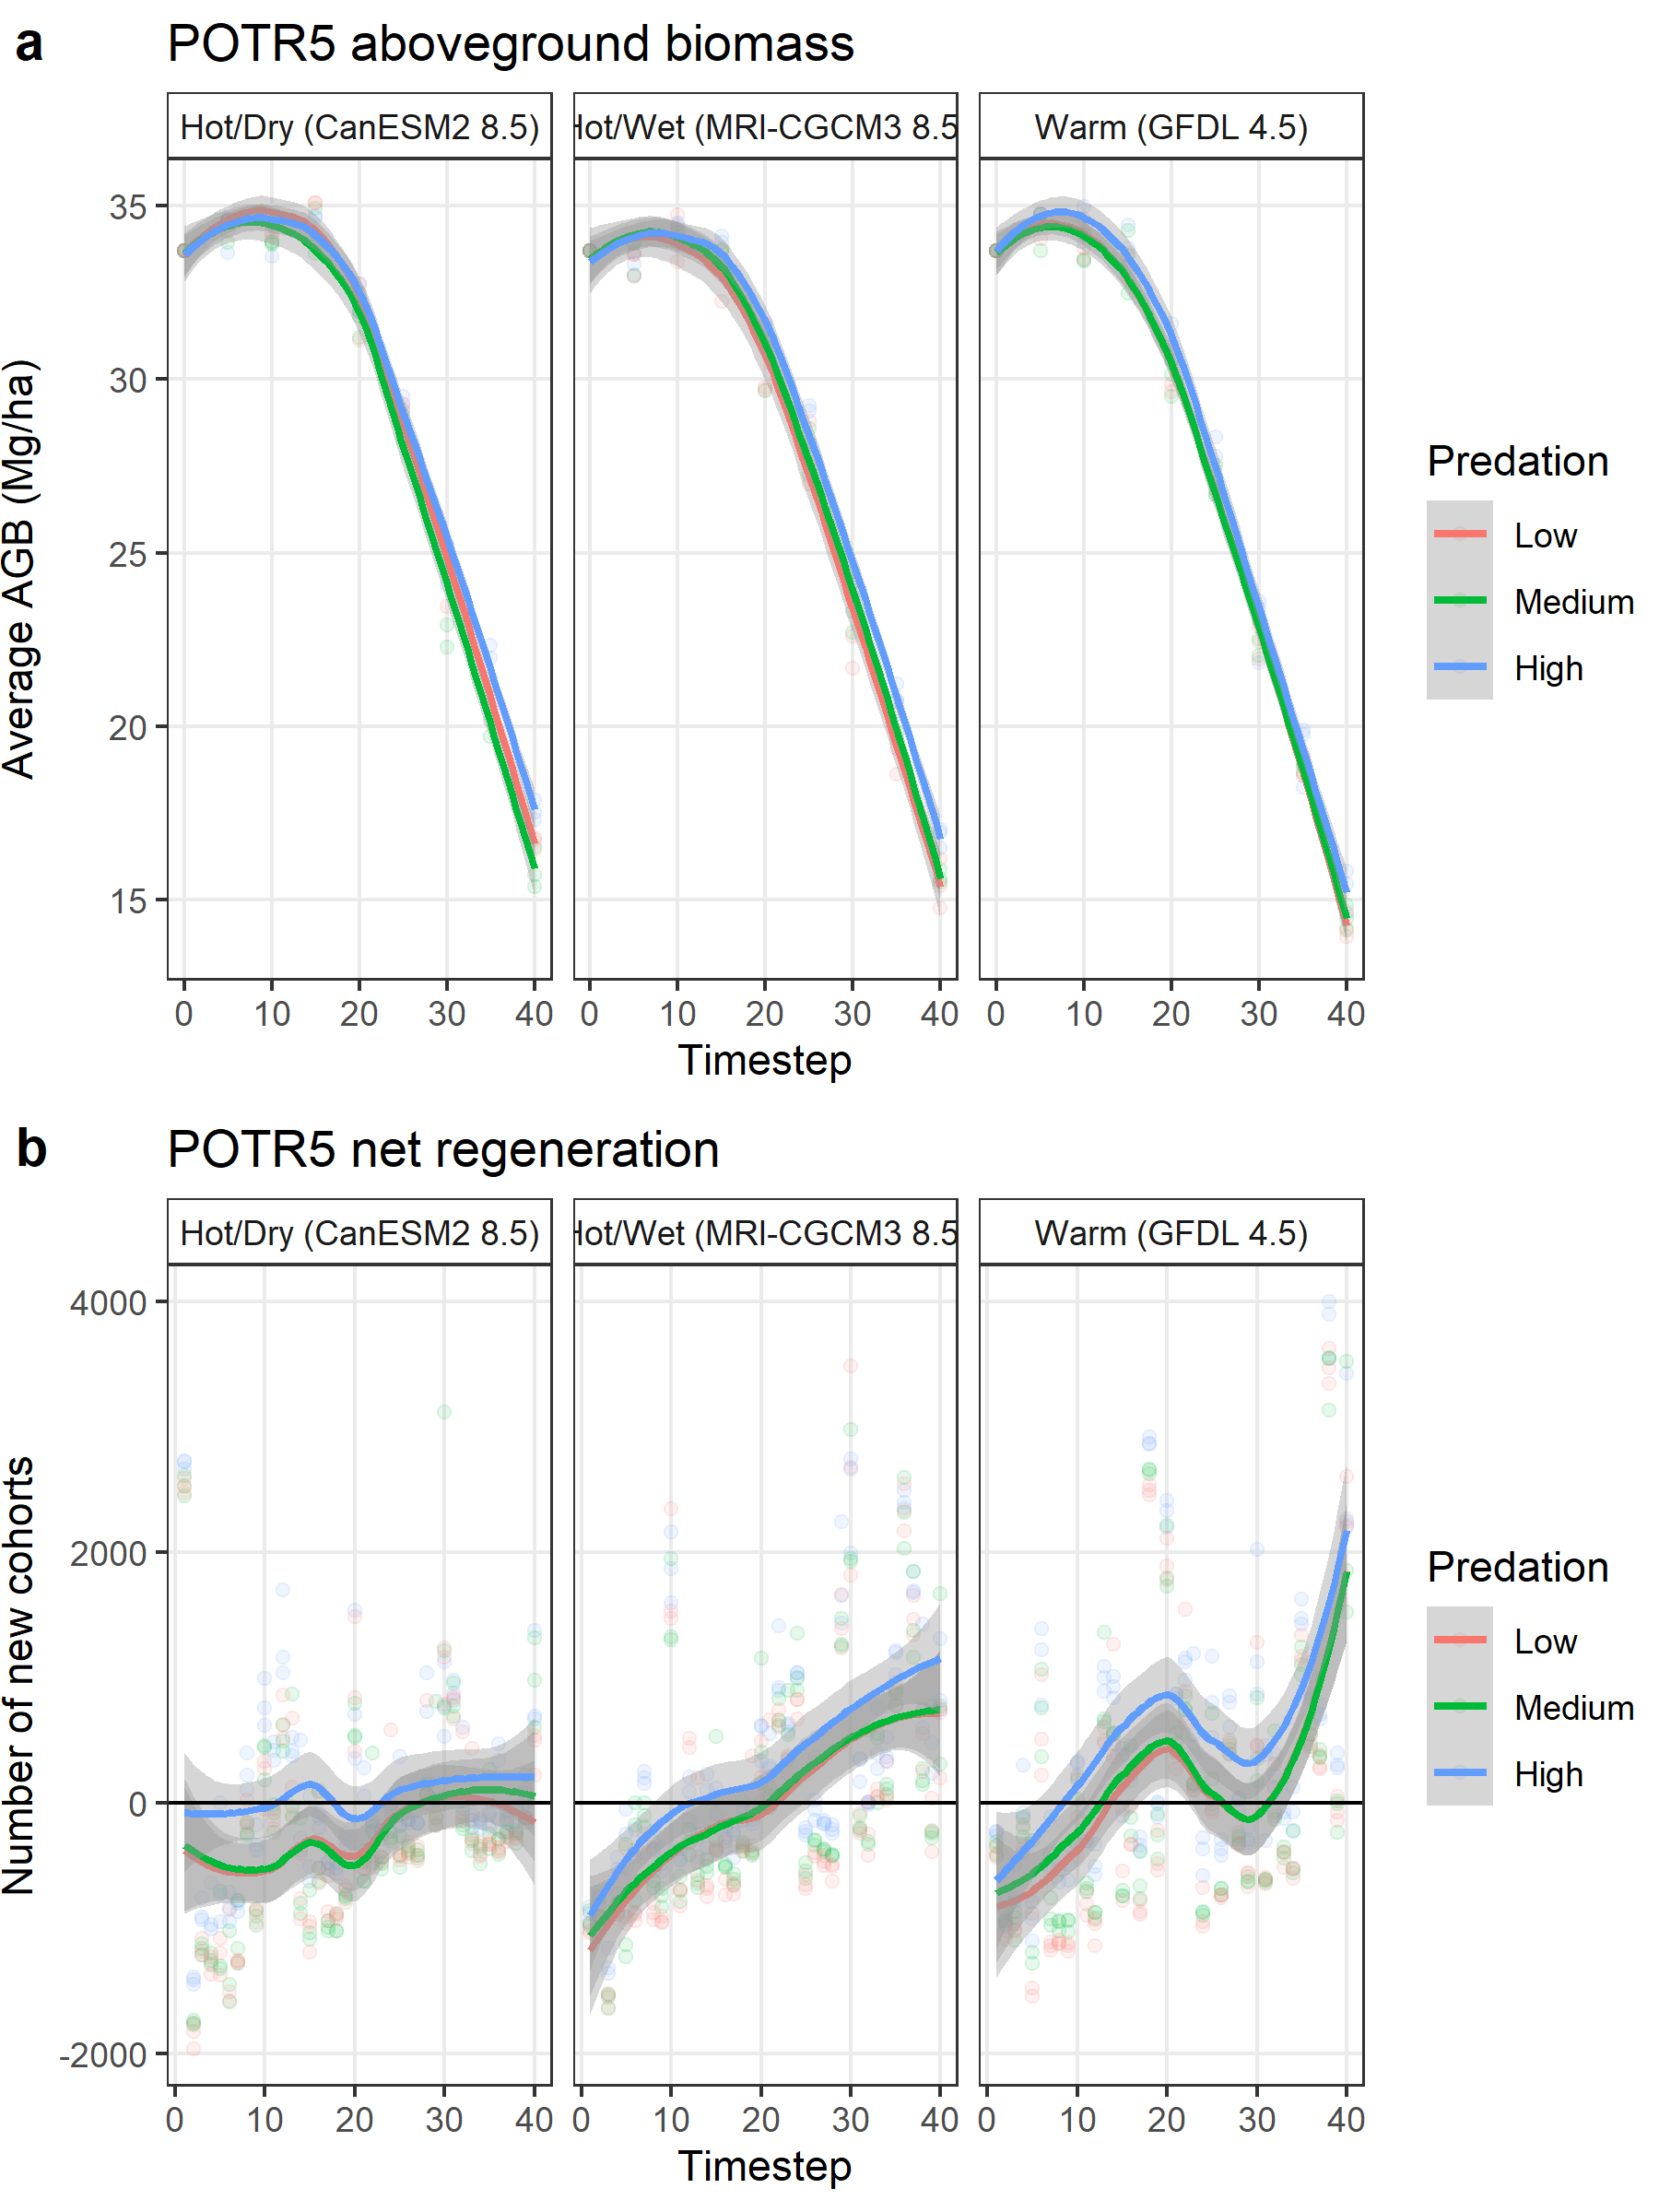 a POTR5 aboveground biomass
Hot/Dry (CanESM2 8.5) Hot/Wet (MRI-CGCM3 8.5 Warm (GFDL 4.5)
Average AGB (Mg/ha)
35
30
25
20
15
0 10 20 30 40 0 10 20 30 40 0 10 20 30 40
Timestep
Predation
Low
Medium
High
b POTR5 net regeneration
Hot/Dry (CanESM2 8.5) Hot/Wet (MRI-CGCM3 8.5 Warm (GFDL 4.5)
Number of new cohorts
4000
2000
0
-2000
0 10 20 30 40 0 10 20 30 40 0 10 20 30 40
Timestep
Predation
Low
Medium
High